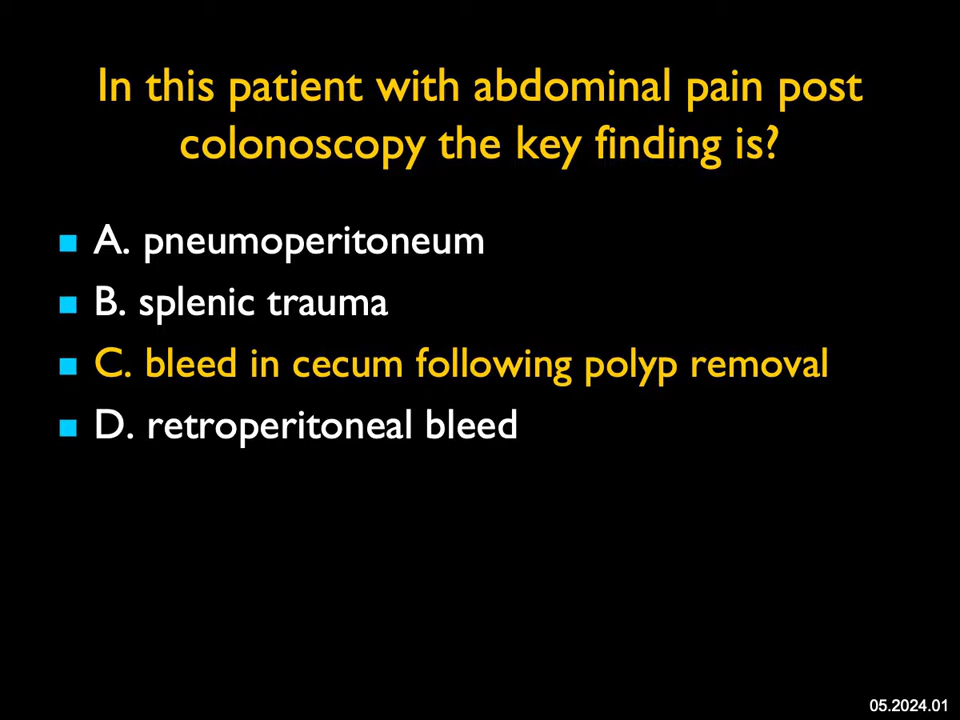 In this patient with abdominal pain post
colonoscopy the key finding is?
A. pneumoperitoneum
B. splenic trauma
C. bleed in cecum following polyp removal
D. retroperitoneal bleed
05.2024.01